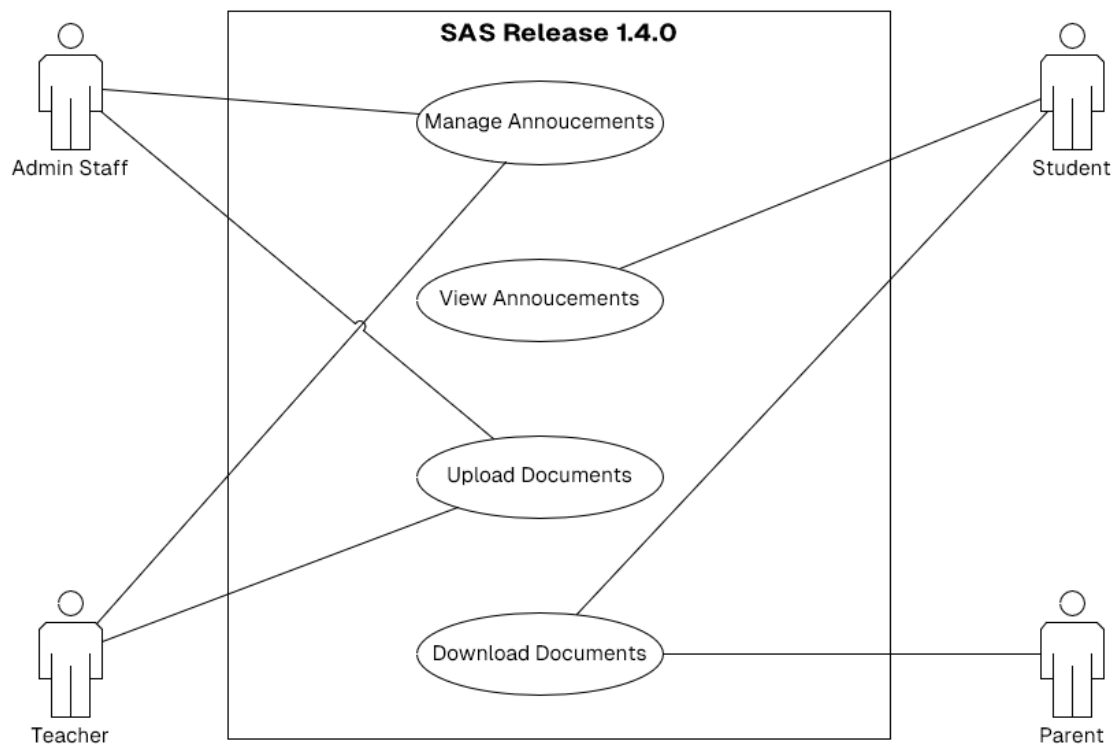 SAS Release 1.4.0
Manage Annoucements
Admin Staff
Student
View Annoucements
Upload Documents
Download Documents
Teacher
Parent